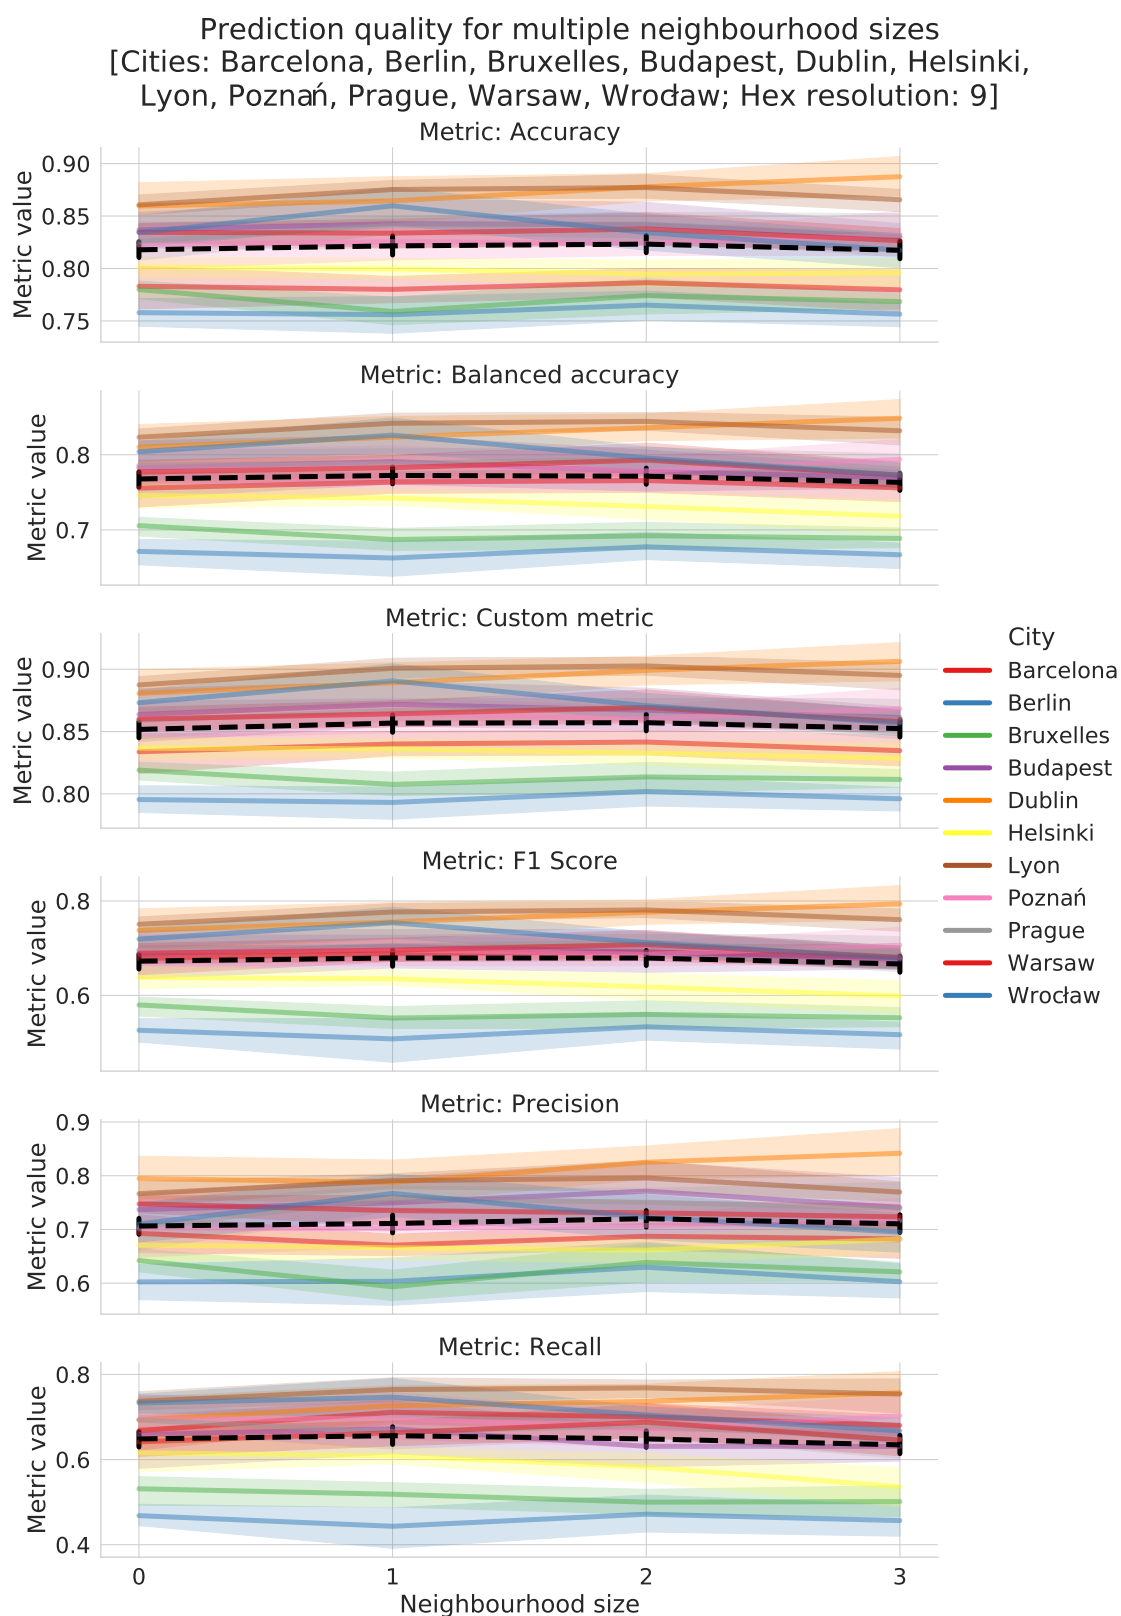 Prediction quality for multiple neighbourhood sizes
[Cities: Barcelona, Berlin, Bruxelles, Budapest, Dublin, Helsinki,
Lyon, Poznań, Prague, Warsaw, Wrocław; Hex resolution: 9]
Metric: Accuracy
Metric value
0.90
0.85
0.80
0.75
Metric: Balanced accuracy
Metric value
0.8
0.7
Metric: Custom metric
Metric value
0.90
0.85
0.80
City
Barcelona
Berlin
Bruxelles
Budapest
Dublin
Helsinki
Lyon
Poznań
Prague
Warsaw
Wrocław
Metric: F1 Score
Metric value
0.8
0.6
Metric: Precision
Metric value
0.9
0.8
0.7
0.6
Metric: Recall
Metric value
0.8
0.6
0.4
0 1 2 3
Neighbourhood size